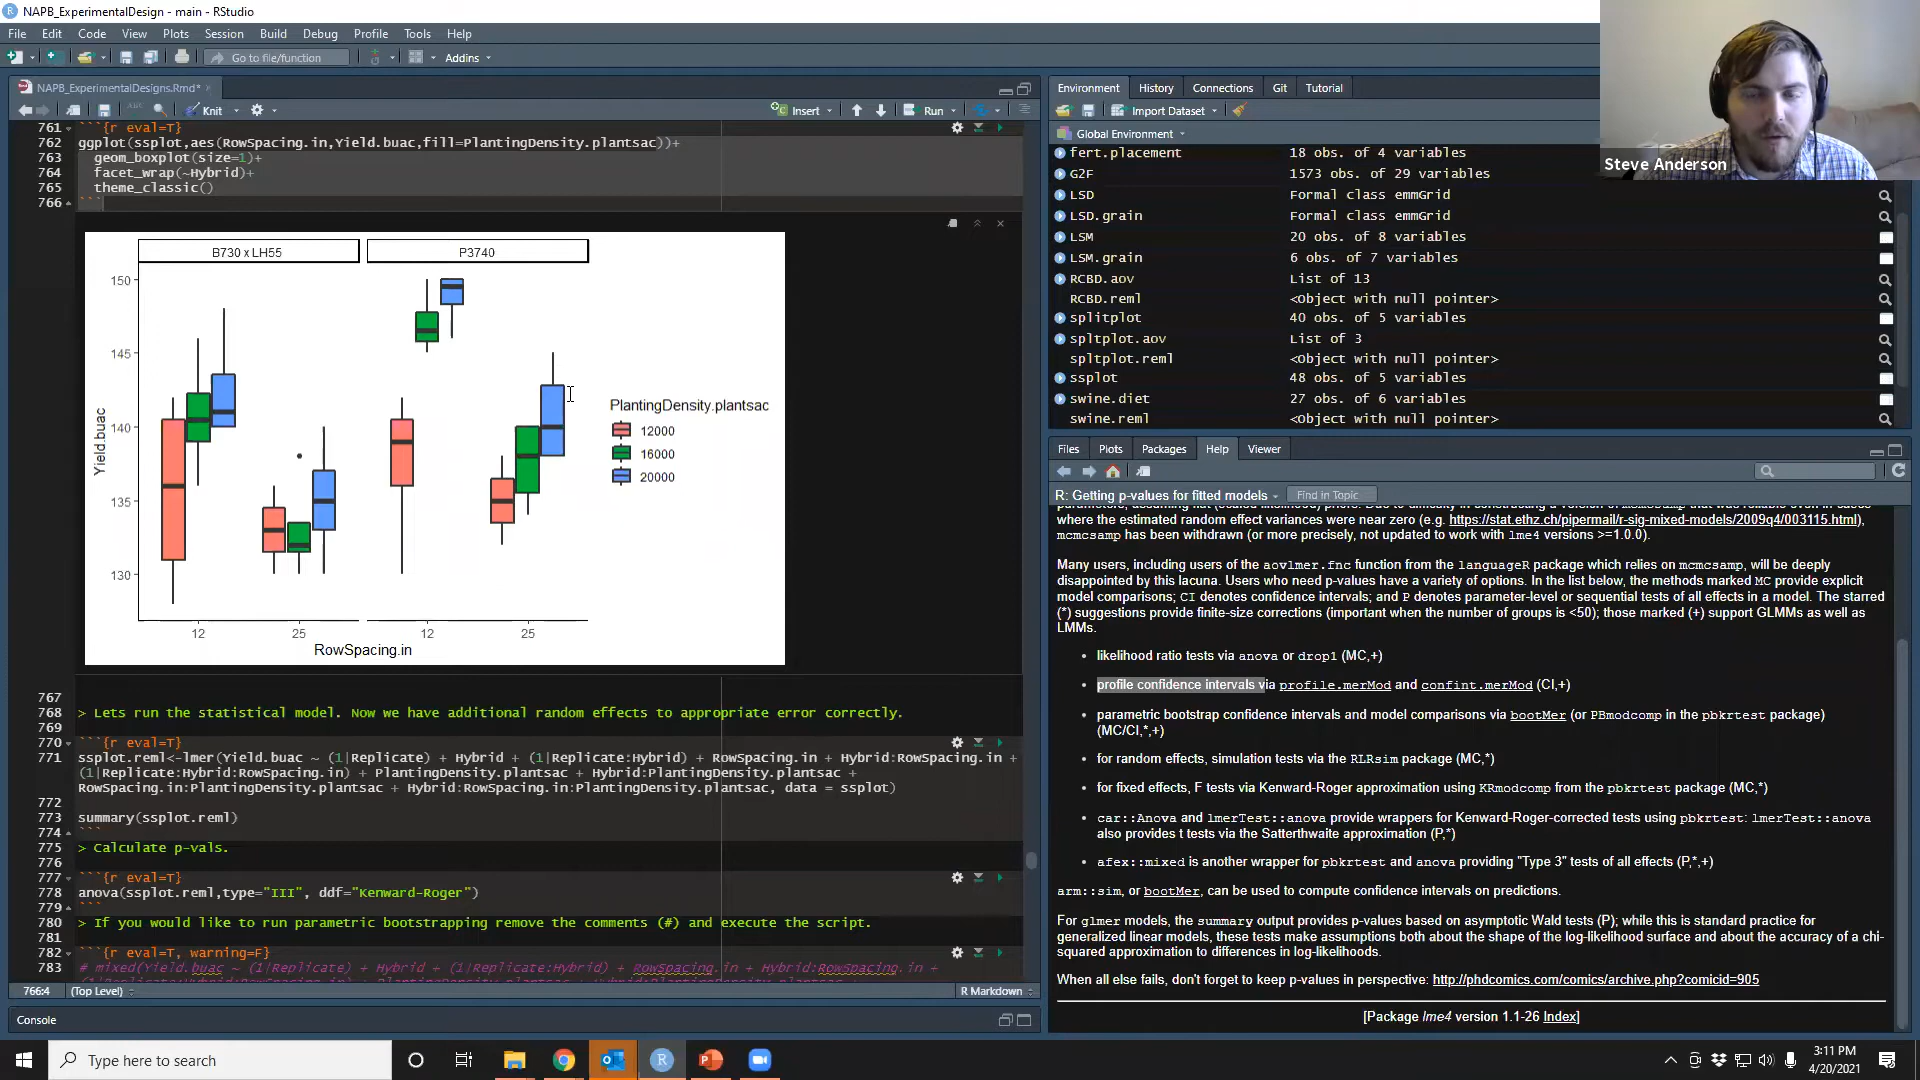 NAPB_ExperimentalDesign - main - RStudio
File Edit Code View Plots Session Build Debug Profile Tools Help
Go to file/function Addins
NAPB_ExperimentalDesigns.Rmd*
Knit Insert Run
761 ```{r eval=T}
762 ggplot(ssplot,aes(RowSpacing.in,Yield.buac,fill=PlantingDensity.plantsac))+
763 geom_boxplot(size=1)+
764 facet_wrap(~Hybrid)+
765 theme_classic()
766 ```
B730 x LH55 P3740
150
145
140
135
130
Yield.buac
12 25 12 25
RowSpacing.in
PlantingDensity.plantsac
12000
16000
20000
767
768 > Lets run the statistical model. Now we have additional random effects to appropriate error correctly.
769
770 ```{r eval=T}
771 ssplot.reml<-lmer(Yield.buac ~ (1|Replicate) + Hybrid + (1|Replicate:Hybrid) + RowSpacing.in + Hybrid:RowSpacing.in +
(1|Replicate:Hybrid:RowSpacing.in) + PlantingDensity.plantsac + Hybrid:PlantingDensity.plantsac +
RowSpacing.in:PlantingDensity.plantsac + Hybrid:RowSpacing.in:PlantingDensity.plantsac, data = ssplot)
772
773 summary(ssplot.reml)
774 ```
775 > Calculate p-vals.
776
777 ```{r eval=T}
778 anova(ssplot.reml,type="III", ddf="Kenward-Roger")
779 ```
780 > If you would like to run parametric bootstrapping remove the comments (#) and execute the script.
781
782 ```{r eval=T, warning=F}
783 # mixed(Yield.buac ~ (1|Replicate) + Hybrid + (1|Replicate:Hybrid) + RowSpacing.in + Hybrid:RowSpacing.in +
766:4 (Top Level) R Markdown
Console
Environment History Connections Git Tutorial
Import Dataset
Global Environment
fert.placement 18 obs. of 4 variables
G2F 1573 obs. of 29 variables
LSD Formal class emmGrid
LSD.grain Formal class emmGrid
LSM 20 obs. of 8 variables
LSM.grain 6 obs. of 7 variables
RCBD.aov List of 13
RCBD.reml <Object with null pointer>
splitplot 40 obs. of 5 variables
spltplot.aov List of 3
spltplot.reml <Object with null pointer>
ssplot 48 obs. of 5 variables
swine.diet 27 obs. of 6 variables
swine.reml <Object with null pointer>
Steve Anderson
Files Plots Packages Help Viewer
R: Getting p-values for fitted models Find in Topic
where the estimated random effect variances were near zero (e.g. https://stat.ethz.ch/pipermail/r-sig-mixed-models/2009q4/003115.html),
mcmcsamp has been withdrawn (or more precisely, not updated to work with lme4 versions >=1.0.0).
Many users, including users of the aovlmer.fnc function from the languageR package which relies on mcmcsamp, will be deeply
disappointed by this lacuna. Users who need p-values have a variety of options. In the list below, the methods marked MC provide explicit
model comparisons; CI denotes confidence intervals; and P denotes parameter-level or sequential tests of all effects in a model. The starred
(*) suggestions provide finite-size corrections (important when the number of groups is <50); those marked (+) support GLMMs as well as
LMMs.
• likelihood ratio tests via anova or drop1 (MC,+)
• profile confidence intervals via profile.merMod and confint.merMod (CI,+)
• parametric bootstrap confidence intervals and model comparisons via bootMer (or PBmodcomp in the pbkrtest package)
(MC/CI,*,+)
• for random effects, simulation tests via the RLRsim package (MC,*)
• for fixed effects, F tests via Kenward-Roger approximation using KRmodcomp from the pbkrtest package (MC,*)
• car::Anova and lmerTest::anova provide wrappers for Kenward-Roger-corrected tests using pbkrtest: lmerTest::anova
also provides t tests via the Satterthwaite approximation (P,*)
• afex::mixed is another wrapper for pbkrtest and anova providing "Type 3" tests of all effects (P,*,+)
arm::sim, or bootMer, can be used to compute confidence intervals on predictions.
For glmer models, the summary output provides p-values based on asymptotic Wald tests (P); while this is standard practice for
generalized linear models, these tests make assumptions both about the shape of the log-likelihood surface and about the accuracy of a chi-
squared approximation to differences in log-likelihoods.
When all else fails, don't forget to keep p-values in perspective: http://phdcomics.com/comics/archive.php?comicid=905
[Package lme4 version 1.1-26 Index]
Type here to search
3:11 PM
4/20/2021